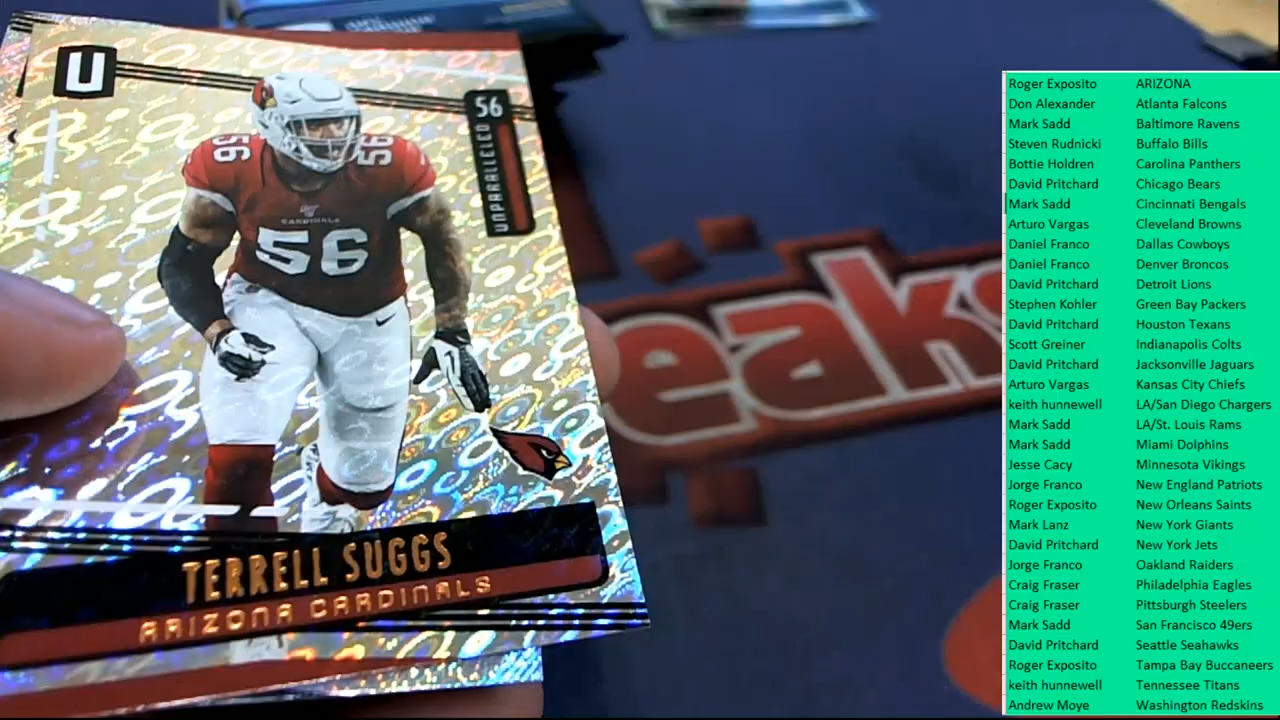 U
56
UNPARALLELED
56
56
CARDINALS
56
TERRELL SUGGS
ARIZONA CARDINALS
eaks
Roger Exposito ARIZONA
Don Alexander Atlanta Falcons
Mark Sadd Baltimore Ravens
Steven Rudnicki Buffalo Bills
Bottie Holdren Carolina Panthers
David Pritchard Chicago Bears
Mark Sadd Cincinnati Bengals
Arturo Vargas Cleveland Browns
Daniel Franco Dallas Cowboys
Daniel Franco Denver Broncos
David Pritchard Detroit Lions
Stephen Kohler Green Bay Packers
David Pritchard Houston Texans
Scott Greiner Indianapolis Colts
David Pritchard Jacksonville Jaguars
Arturo Vargas Kansas City Chiefs
keith hunnewell LA/San Diego Chargers
Mark Sadd LA/St. Louis Rams
Mark Sadd Miami Dolphins
Jesse Cacy Minnesota Vikings
Jorge Franco New England Patriots
Roger Exposito New Orleans Saints
Mark Lanz New York Giants
David Pritchard New York Jets
Jorge Franco Oakland Raiders
Craig Fraser Philadelphia Eagles
Craig Fraser Pittsburgh Steelers
Mark Sadd San Francisco 49ers
David Pritchard Seattle Seahawks
Roger Exposito Tampa Bay Buccaneers
keith hunnewell Tennessee Titans
Andrew Moye Washington Redskins